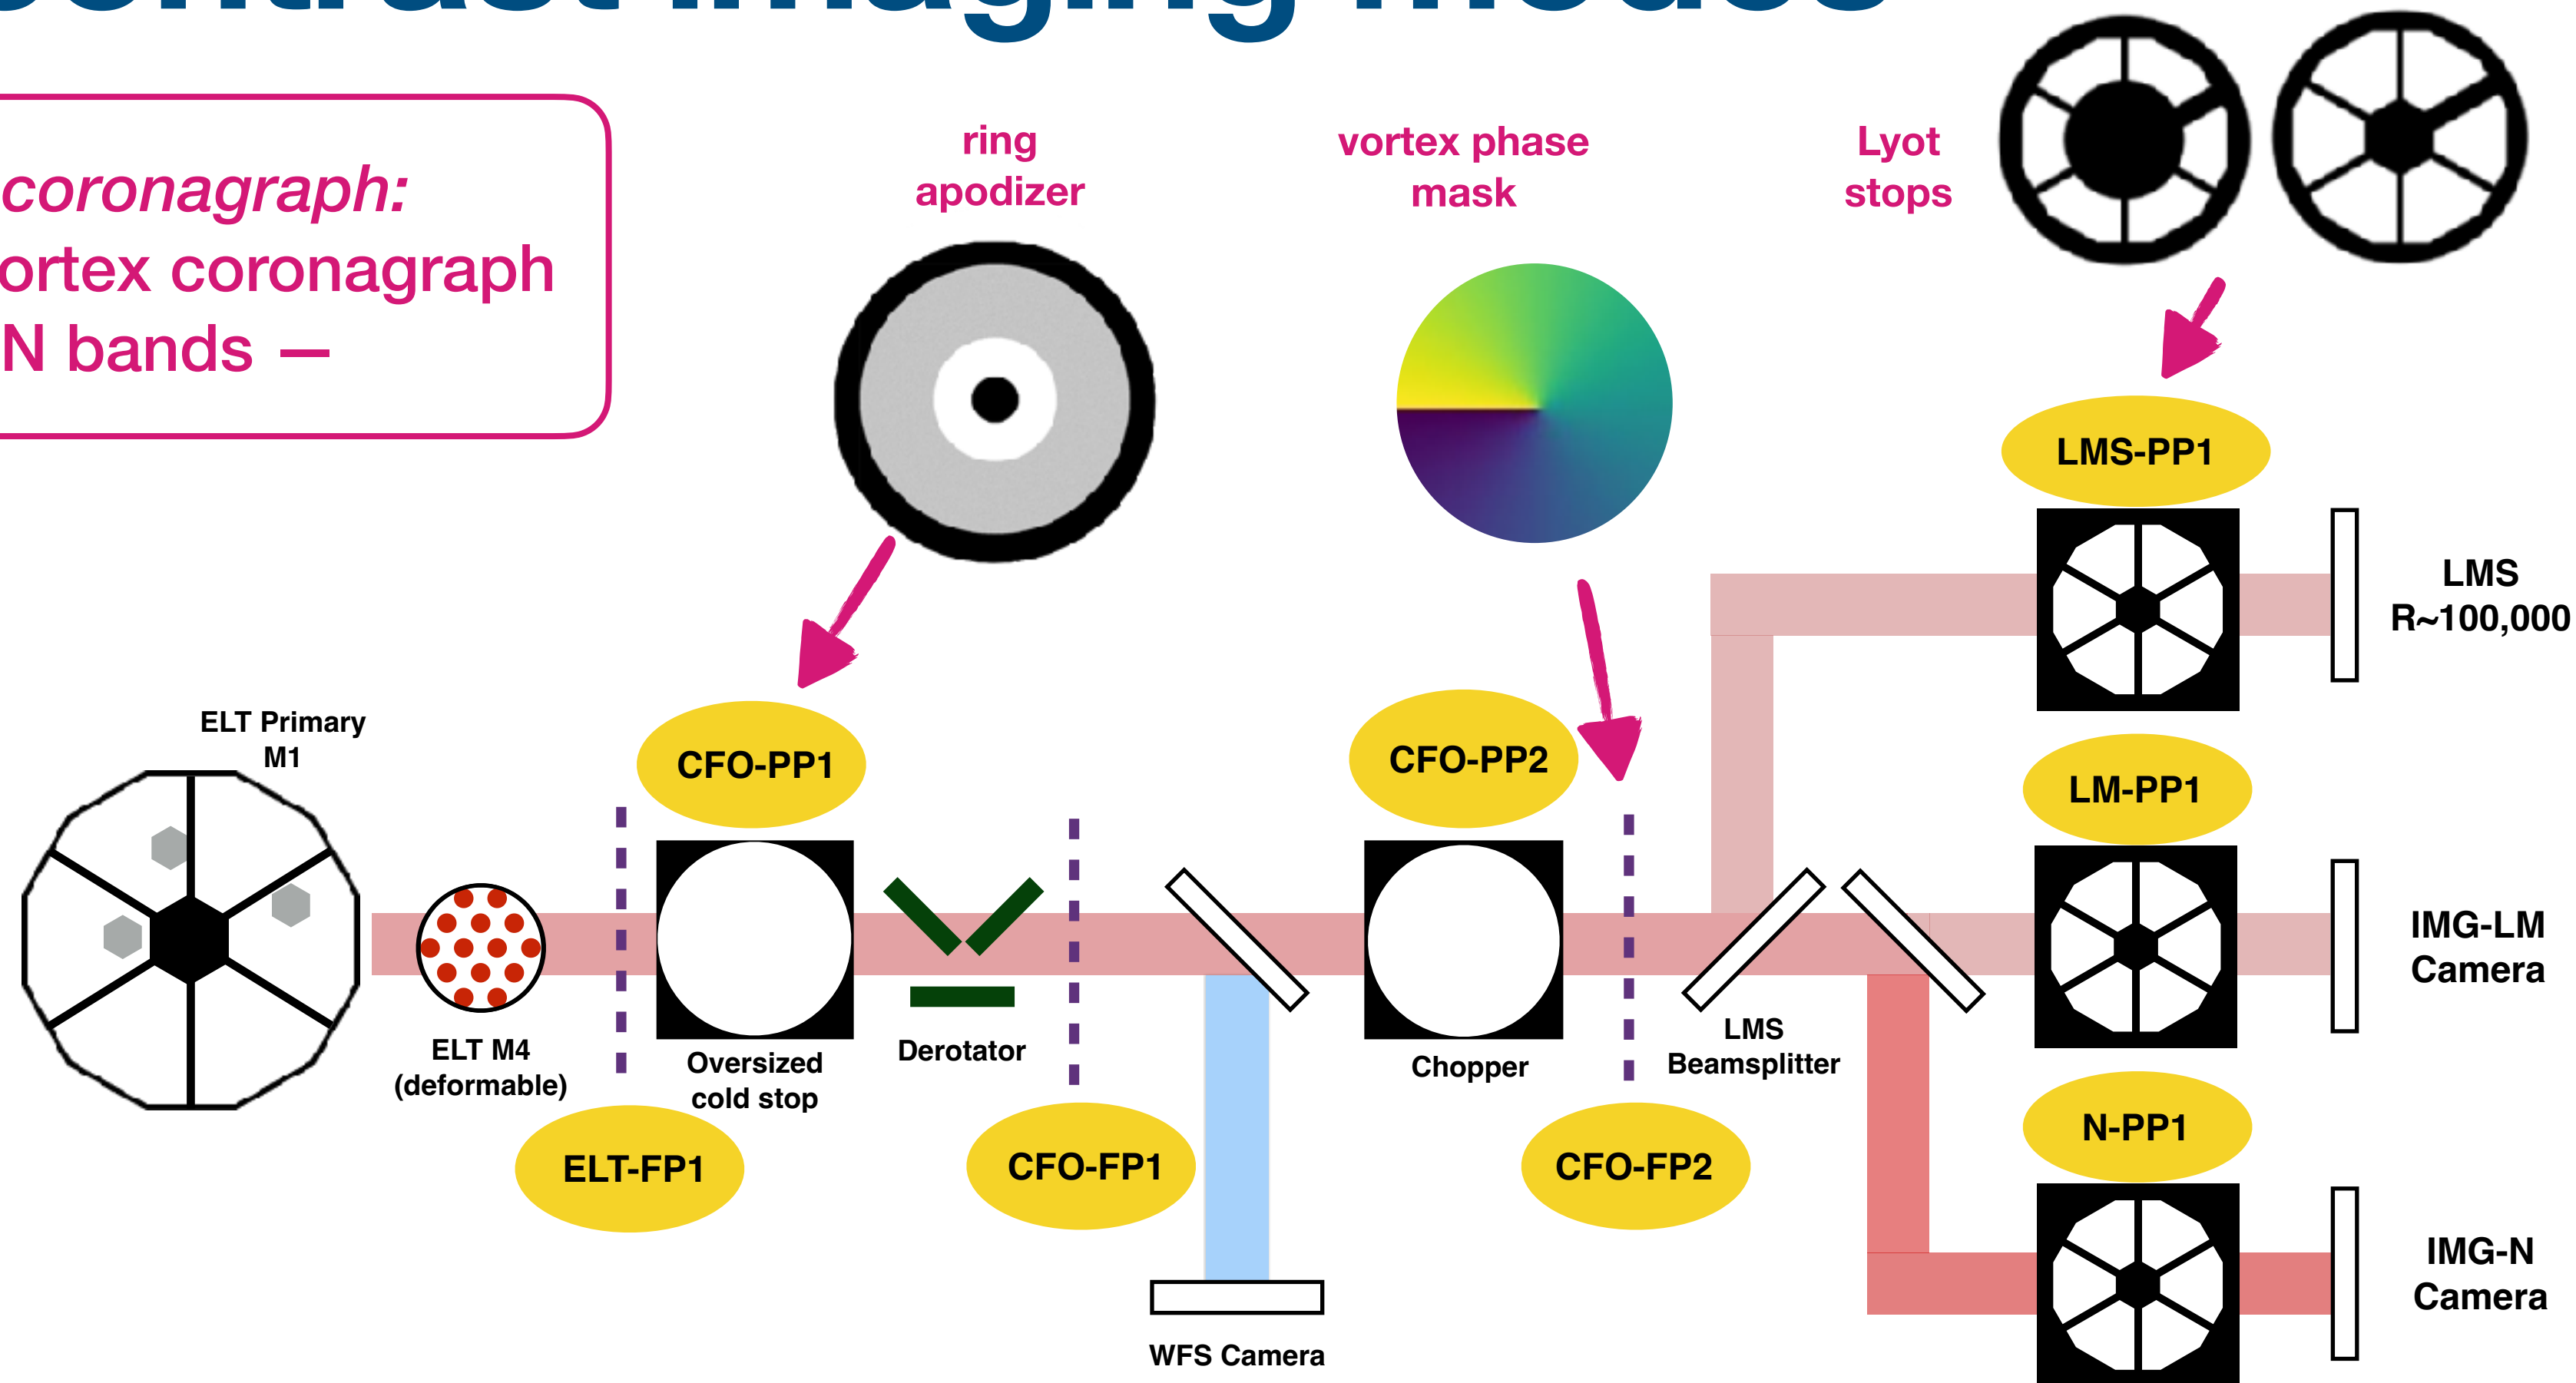 coronagraph:
ortex coronagraph
N bands —
ring
apodizer
vortex phase
mask
Lyot
stops
LMS-PP1
LMS
R~100,000
ELT Primary
M1
CFO-PP1
CFO-PP2
LM-PP1
IMG-LM
Camera
ELT M4
(deformable)
Oversized
cold stop
Derotator
Chopper
LMS
Beamsplitter
ELT-FP1
CFO-FP1
CFO-FP2
N-PP1
IMG-N
Camera
WFS Camera